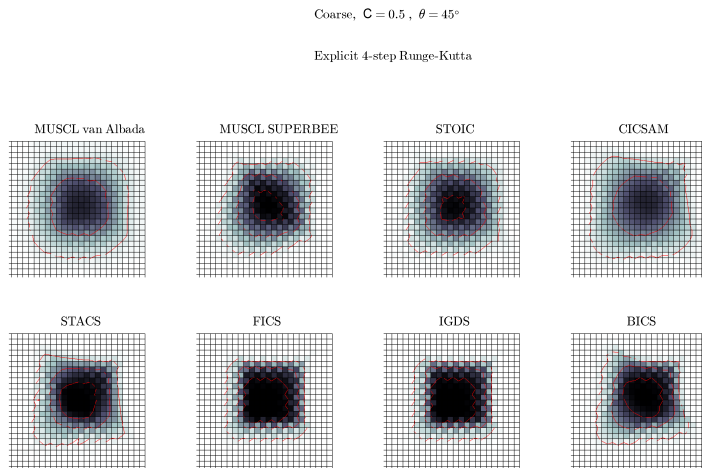 Coarse, C = 0.5 , θ = 45°
Explicit 4-step Runge-Kutta
MUSCL van Albada MUSCL SUPERBEE STOIC CICSAM
STACS FICS IGDS BICS